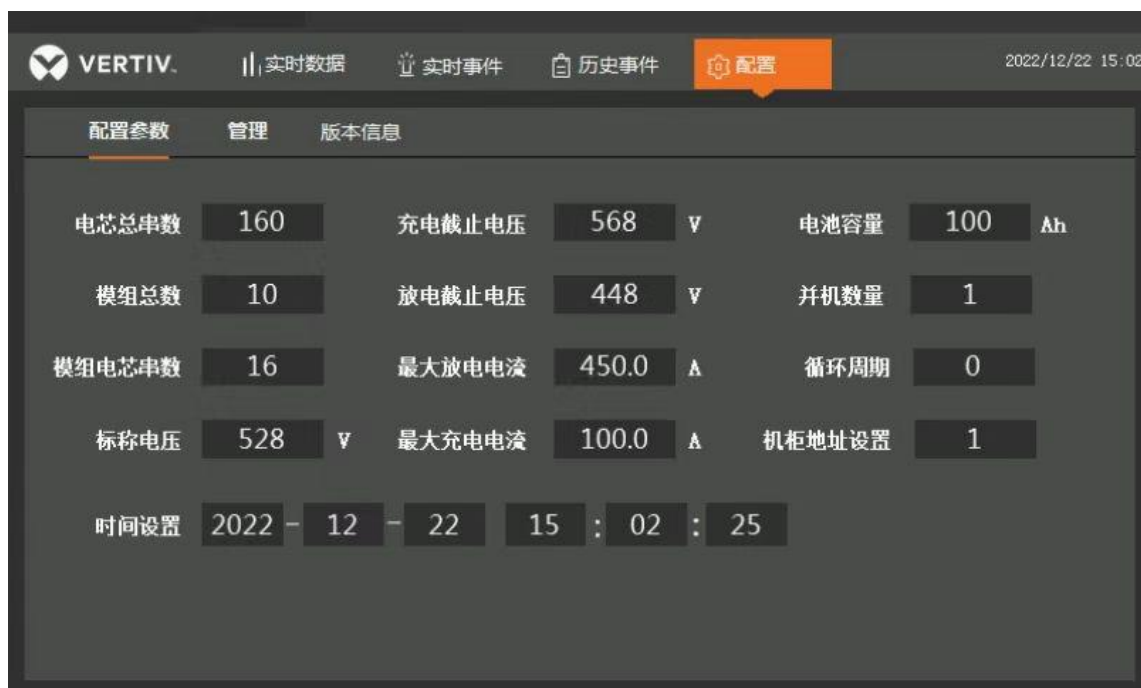 VERTIV. 实时数据 实时事件 历史事件 配置 2022/12/22 15:02
配置参数 管理 版本信息
电芯总串数 160 充电截止电压 568 V 电池容量 100 Ah
模组总数 10 放电截止电压 448 V 并机数量 1
模组电芯串数 16 最大放电电流 450.0 A 循环周期 0
标称电压 528 V 最大充电电流 100.0 A 机柜地址设置 1
时间设置 2022 - 12 - 22 15 : 02 : 25